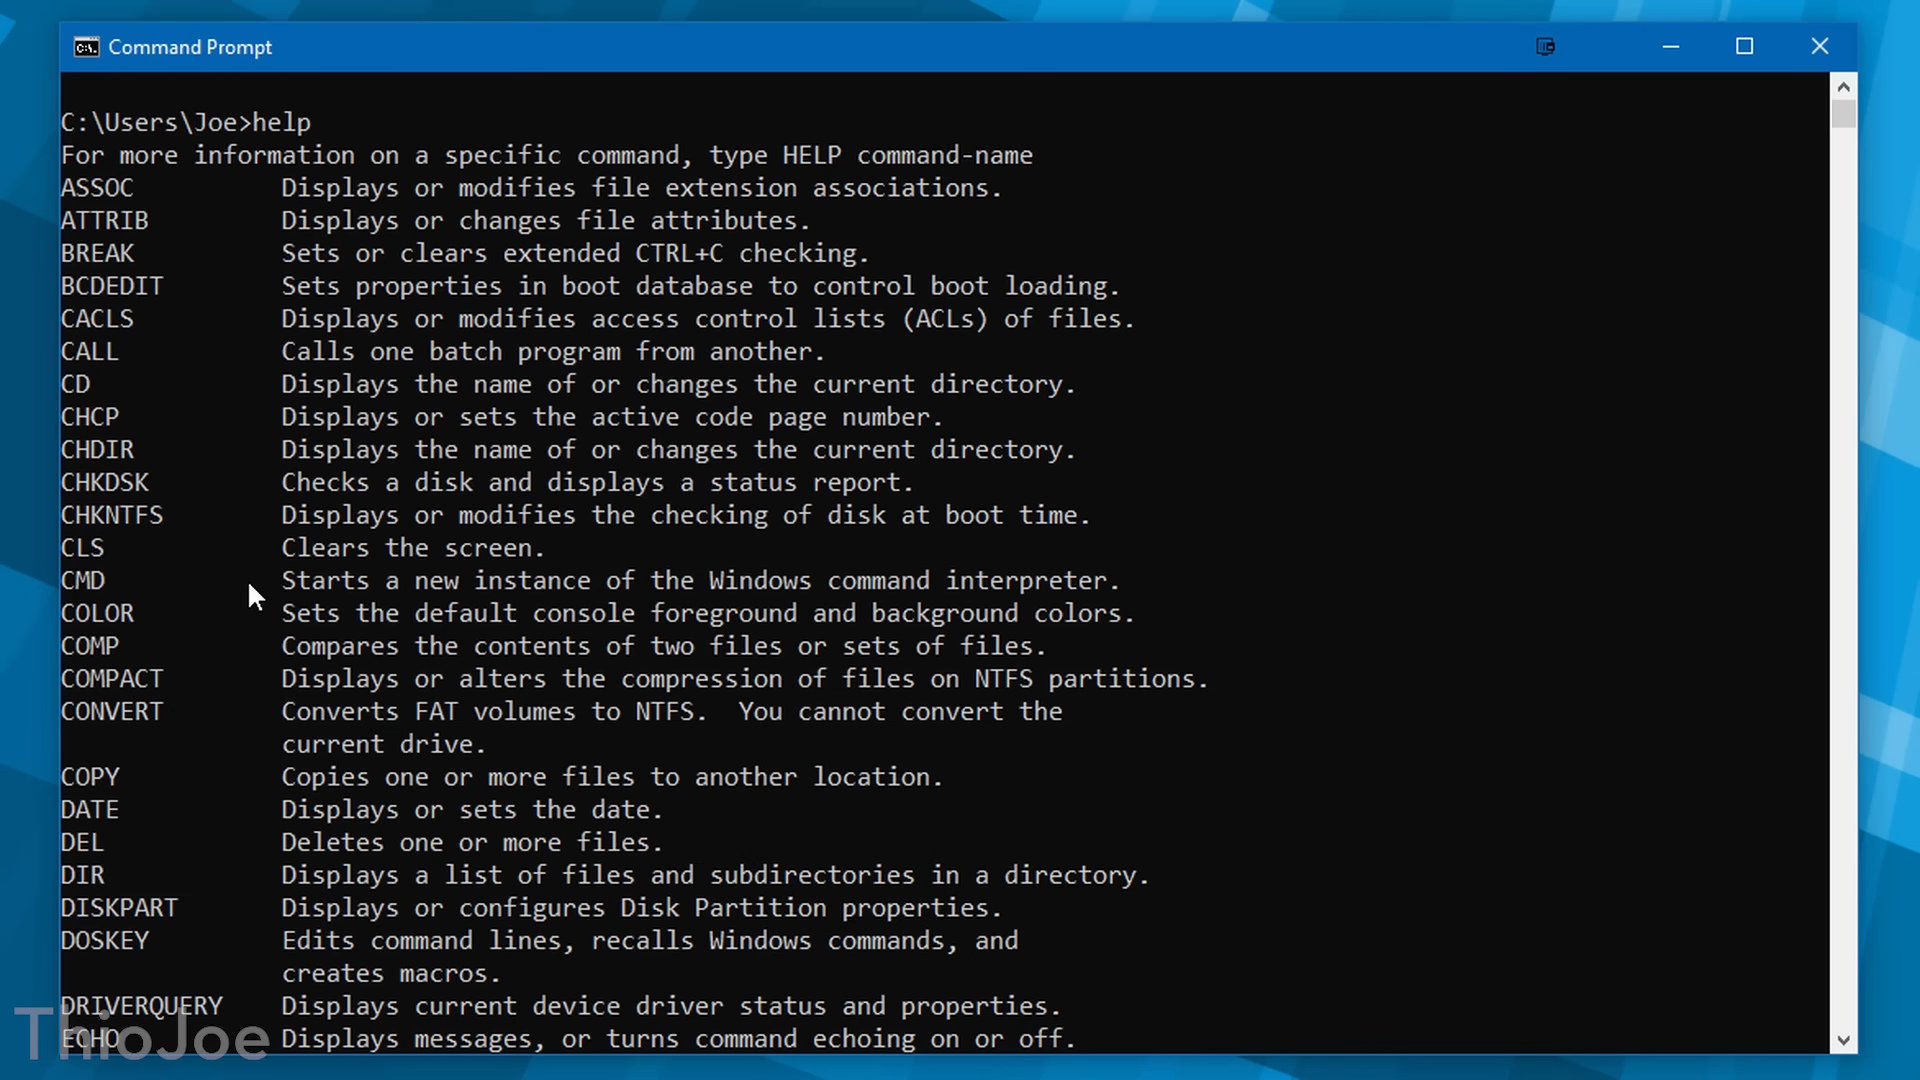 Command Prompt
C:\Users\Joe>help
For more information on a specific command, type HELP command-name
ASSOC          Displays or modifies file extension associations.
ATTRIB         Displays or changes file attributes.
BREAK          Sets or clears extended CTRL+C checking.
BCDEDIT        Sets properties in boot database to control boot loading.
CACLS          Displays or modifies access control lists (ACLs) of files.
CALL           Calls one batch program from another.
CD             Displays the name of or changes the current directory.
CHCP           Displays or sets the active code page number.
CHDIR          Displays the name of or changes the current directory.
CHKDSK         Checks a disk and displays a status report.
CHKNTFS        Displays or modifies the checking of disk at boot time.
CLS            Clears the screen.
CMD            Starts a new instance of the Windows command interpreter.
COLOR          Sets the default console foreground and background colors.
COMP           Compares the contents of two files or sets of files.
COMPACT        Displays or alters the compression of files on NTFS partitions.
CONVERT        Converts FAT volumes to NTFS.  You cannot convert the
               current drive.
COPY           Copies one or more files to another location.
DATE           Displays or sets the date.
DEL            Deletes one or more files.
DIR            Displays a list of files and subdirectories in a directory.
DISKPART       Displays or configures Disk Partition properties.
DOSKEY         Edits command lines, recalls Windows commands, and
               creates macros.
DRIVERQUERY    Displays current device driver status and properties.
ECHO           Displays messages, or turns command echoing on or off.
ThioJoe